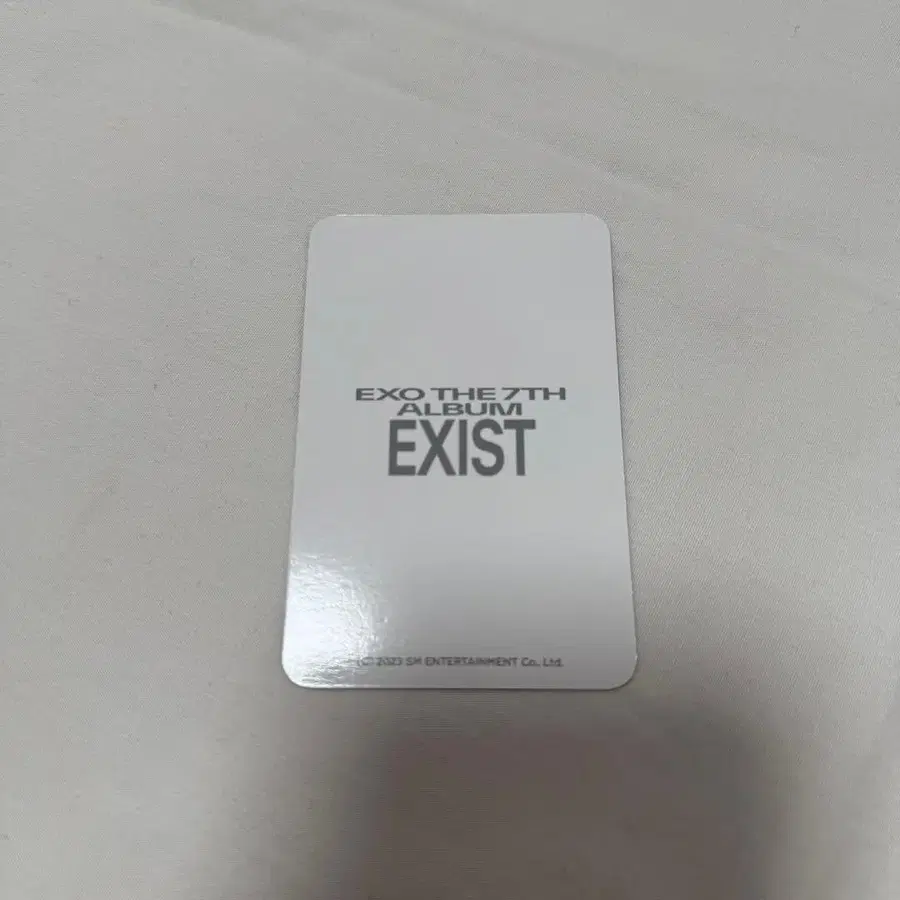 EXO THE 7TH
ALBUM
EXIST
(C) 2023 SM ENTERTAINMENT Co., Ltd.